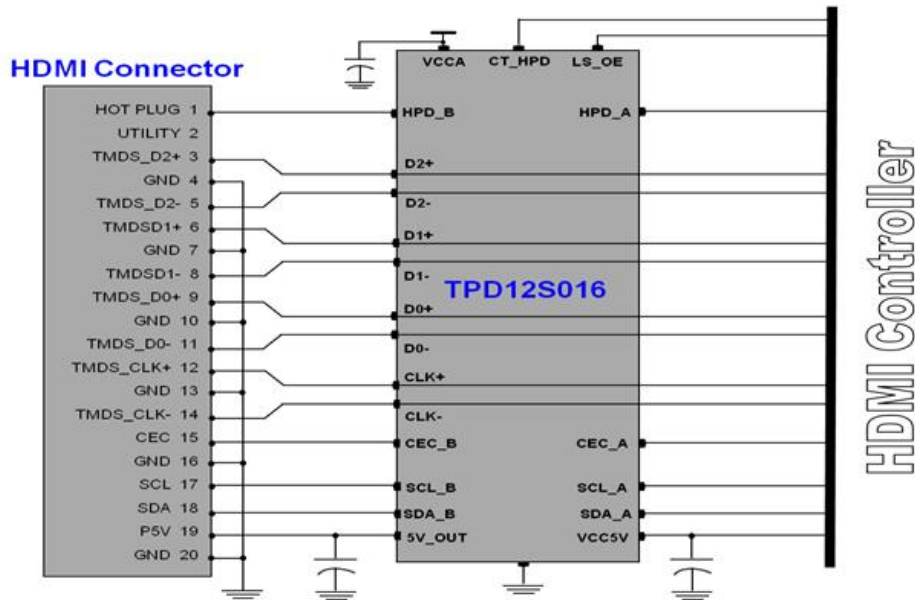 VCCA
CT_HPD
LS_OE
HDMI Connector
HOT PLUG 1
UTILITY 2
TMDS_D2+ 3
GND 4
TMDS_D2- 5
TMDSD1+ 6
GND 7
TMDSD1- 8
TMDS_D0+ 9
GND 10
TMDS_D0- 11
TMDS_CLK+ 12
GND 13
TMDS_CLK- 14
CEC 15
GND 16
SCL 17
SDA 18
P5V 19
GND 20
HPD_B
D2+
D2-
D1+
D1-
TPD12S016
D0+
D0-
CLK+
CLK-
CEC_B
SCL_B
SDA_B
5V_OUT
HPD_A
CEC_A
SCL_A
SDA_A
VCC5V
HDMI Controller